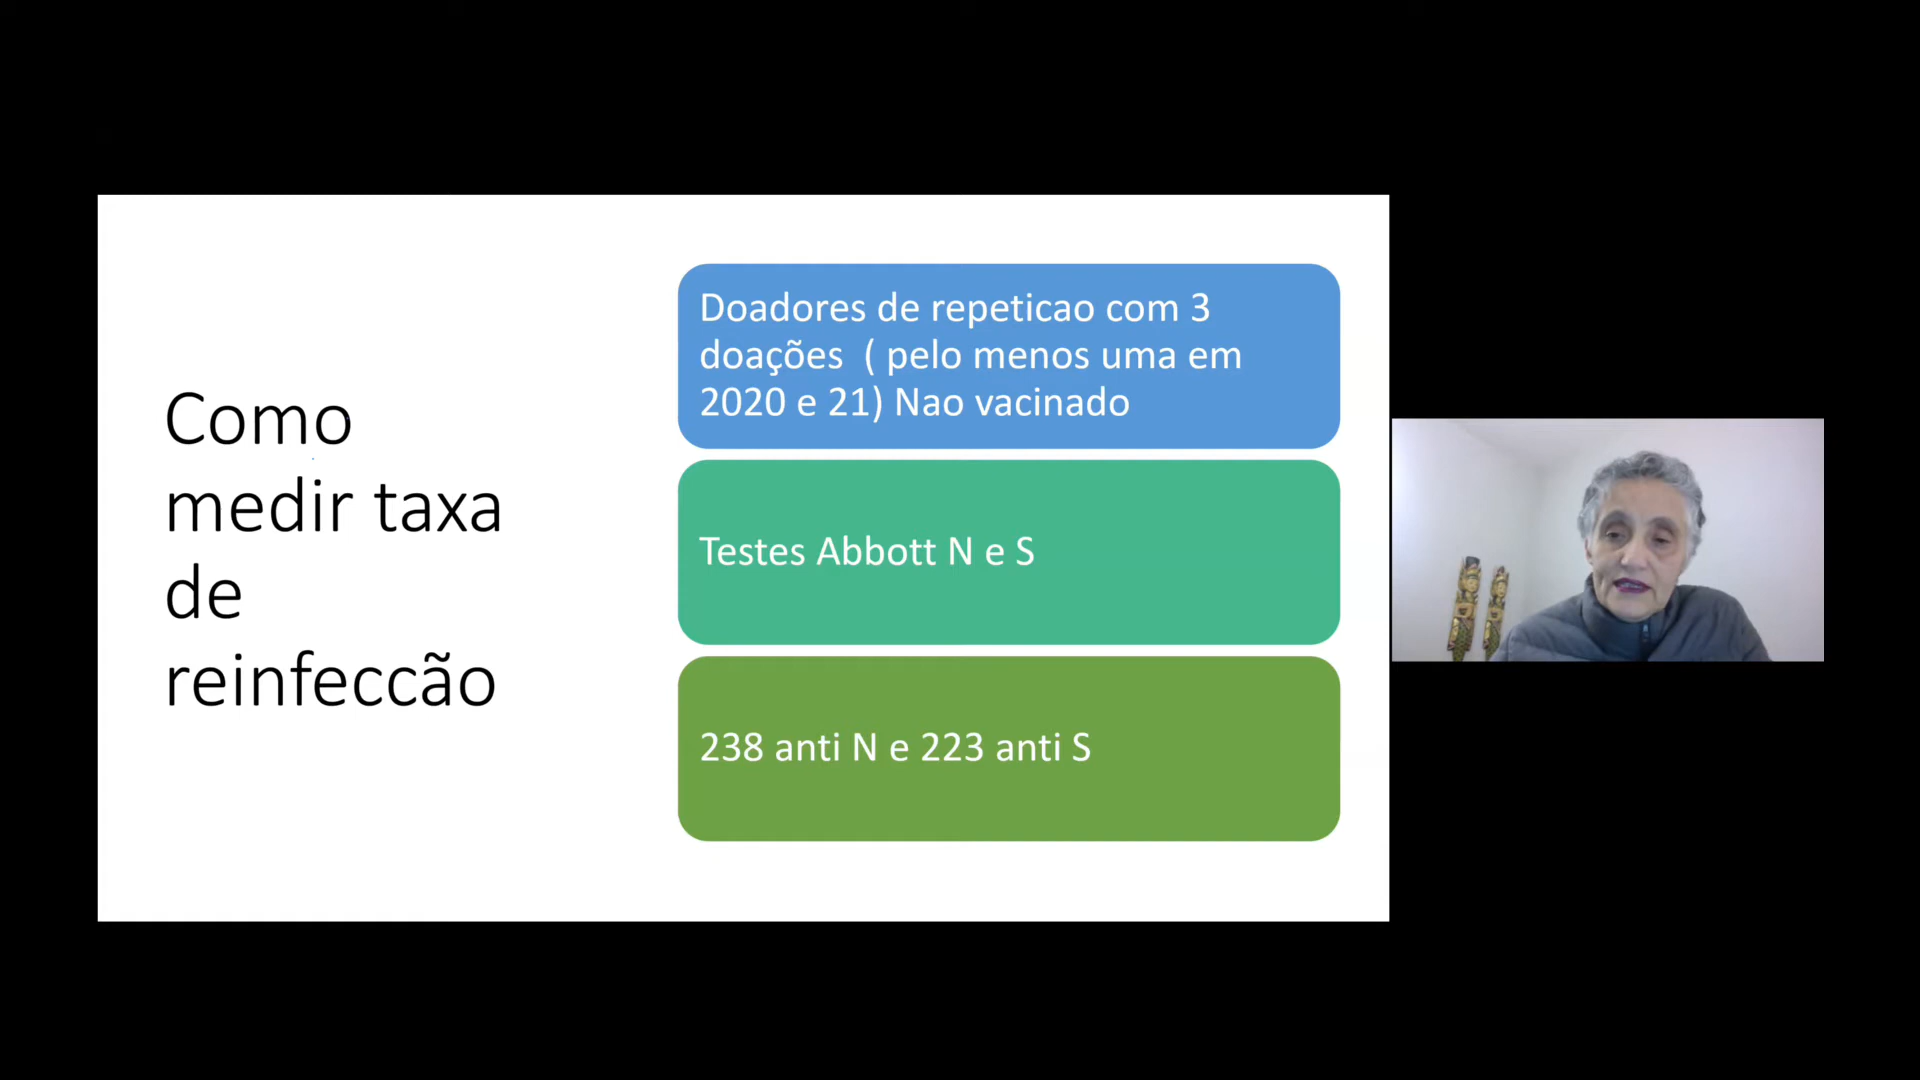 Como
medir taxa
de
reinfeccão
Doadores de repeticao com 3
doações ( pelo menos uma em
2020 e 21) Nao vacinado
Testes Abbott N e S
238 anti N e 223 anti S